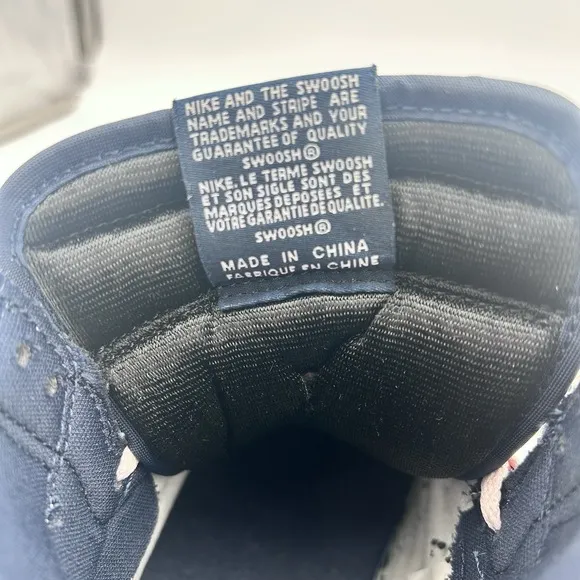 NIKE AND THE SWOOSH
NAME AND STRIPE ARE
TRADEMARKS AND YOUR
GUARANTEE OF QUALITY
SWOOSH®
NIKE, LE TERME SWOOSH
ET SON SIGLE SONT DES
MARQUES DEPOSÉES ET
VOTRE GARANTIE DE QUALITE.
SWOOSH®
MADE IN CHINA
FABRIQUE EN CHINE